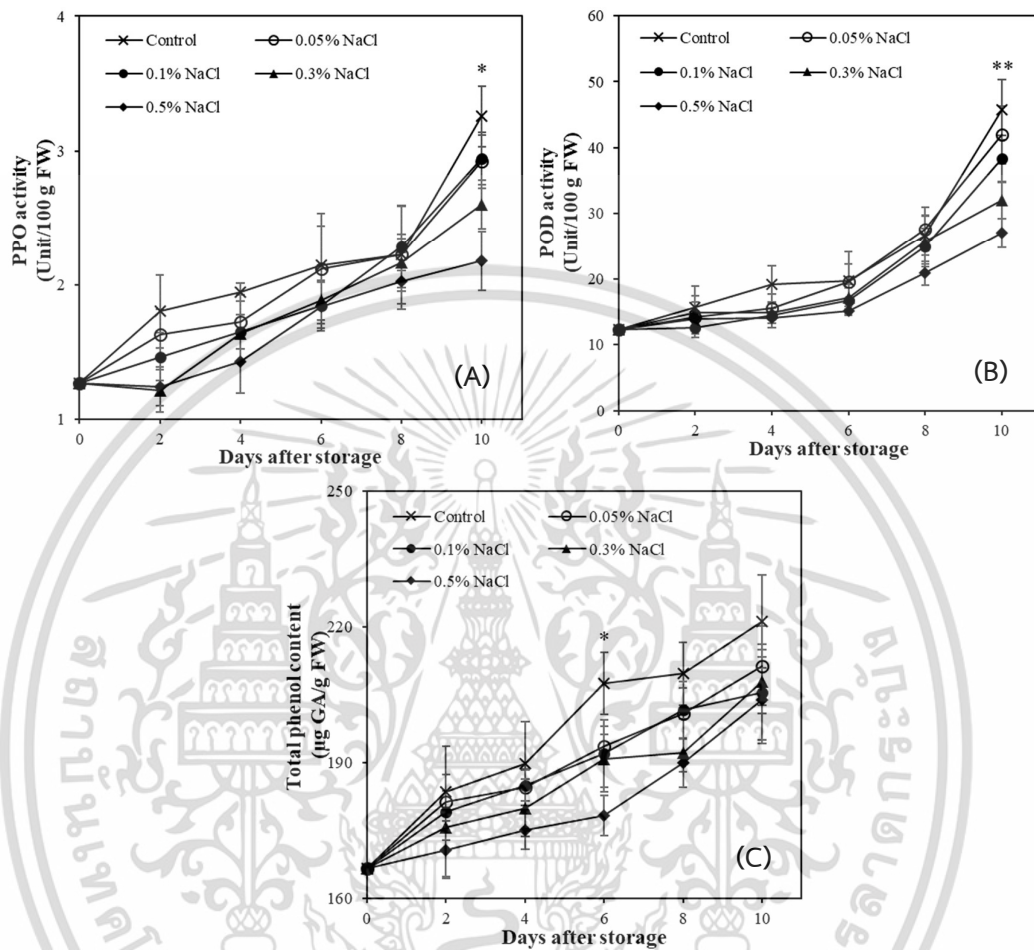 4
Control
0.05% NaCl
0.1% NaCl
0.3% NaCl
0.5% NaCl
*
3
2
1
PPO activity
(Unit/100 g FW)
(A)
0 2 4 6 8 10
Days after storage
60
Control
0.05% NaCl
0.1% NaCl
0.3% NaCl
0.5% NaCl
**
50
40
30
20
10
0
POD activity
(Unit/100 g FW)
(B)
0 2 4 6 8 10
Days after storage
250
Control
0.05% NaCl
0.1% NaCl
0.3% NaCl
0.5% NaCl
*
220
190
160
Total phenol content
(µg GA/g FW)
(C)
0 2 4 6 8 10
Days after storage